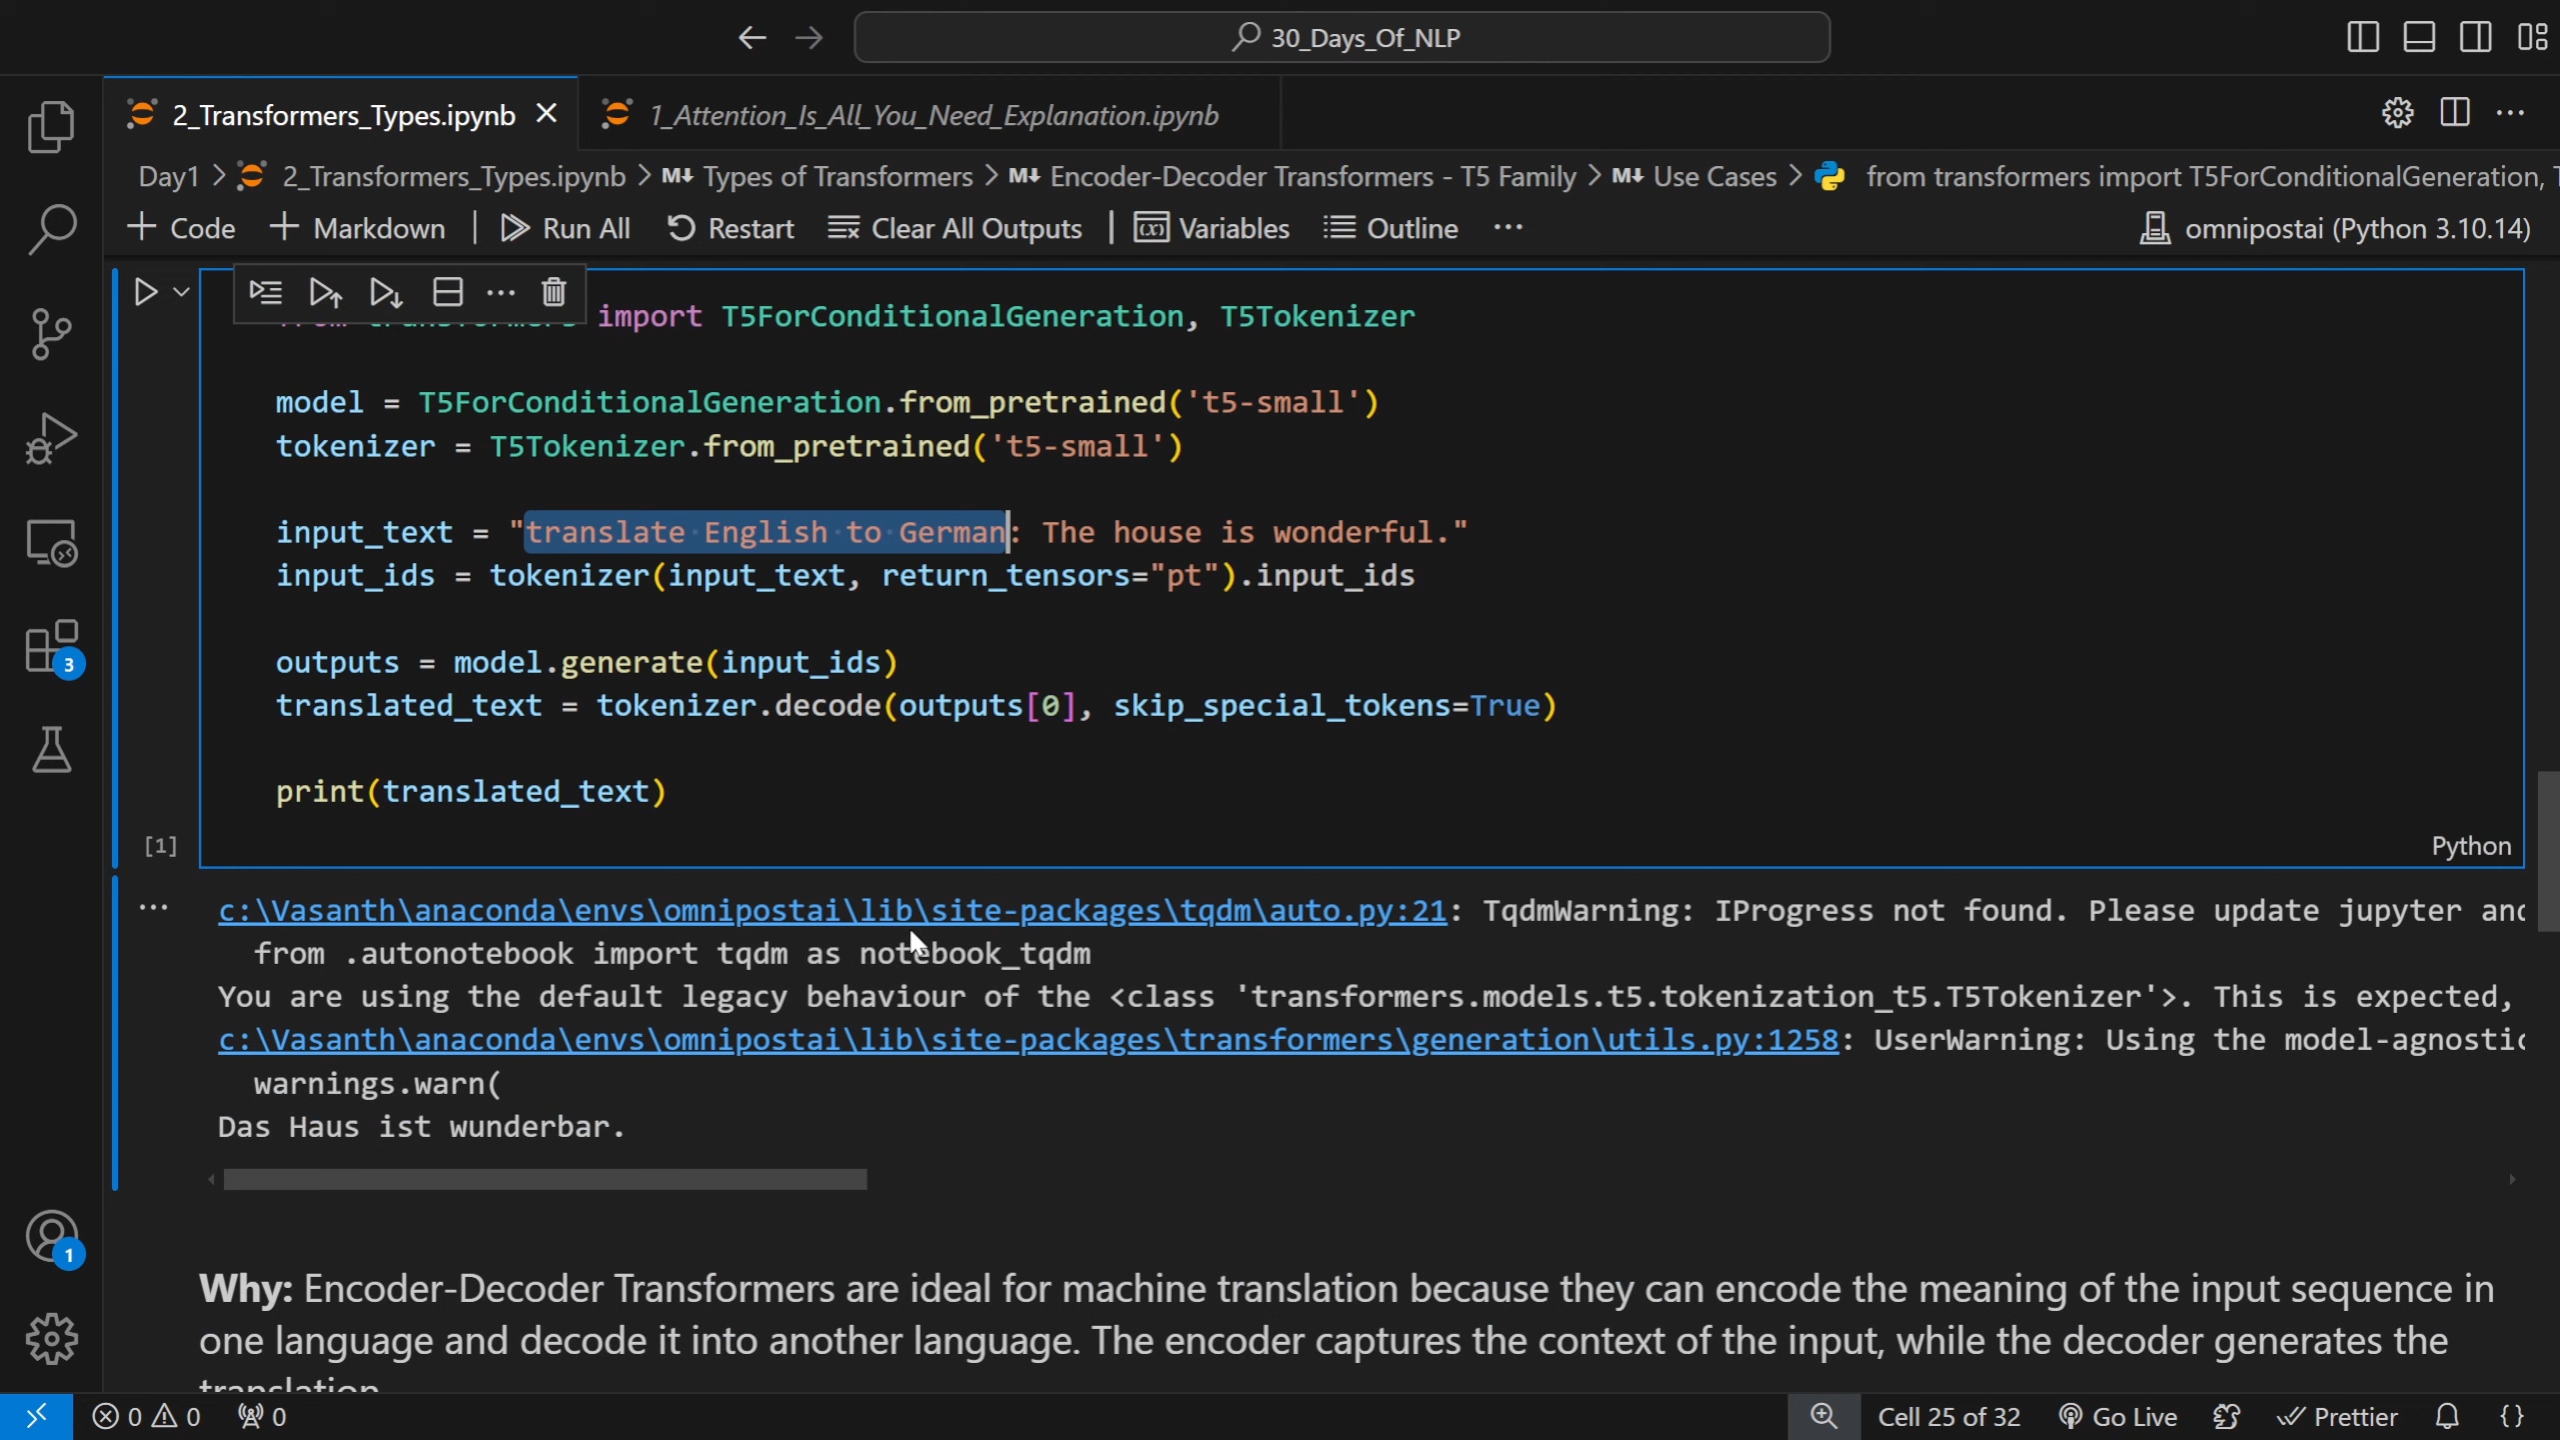 30_Days_Of_NLP
2_Transformers_Types.ipynb
1_Attention_Is_All_You_Need_Explanation.ipynb
Day1 > 2_Transformers_Types.ipynb > M↓ Types of Transformers > M↓ Encoder-Decoder Transformers - T5 Family > M↓ Use Cases > from transformers import T5ForConditionalGeneration, T
+ Code + Markdown | Run All Restart Clear All Outputs | Variables Outline ...
omnipostai (Python 3.10.14)
import T5ForConditionalGeneration, T5Tokenizer
model = T5ForConditionalGeneration.from_pretrained('t5-small')
tokenizer = T5Tokenizer.from_pretrained('t5-small')
input_text = "translate English to German: The house is wonderful."
input_ids = tokenizer(input_text, return_tensors="pt").input_ids
outputs = model.generate(input_ids)
translated_text = tokenizer.decode(outputs[0], skip_special_tokens=True)
print(translated_text)
[1]
Python
c:\Vasanth\anaconda\envs\omnipostai\lib\site-packages\tqdm\auto.py:21: TqdmWarning: IProgress not found. Please update jupyter and
from .autonotebook import tqdm as notebook_tqdm
You are using the default legacy behaviour of the <class 'transformers.models.t5.tokenization_t5.T5Tokenizer'>. This is expected,
c:\Vasanth\anaconda\envs\omnipostai\lib\site-packages\transformers\generation\utils.py:1258: UserWarning: Using the model-agnostic
warnings.warn(
Das Haus ist wunderbar.
Why: Encoder-Decoder Transformers are ideal for machine translation because they can encode the meaning of the input sequence in
one language and decode it into another language. The encoder captures the context of the input, while the decoder generates the
translation
3
1
0 0 0
Cell 25 of 32 Go Live Prettier {}